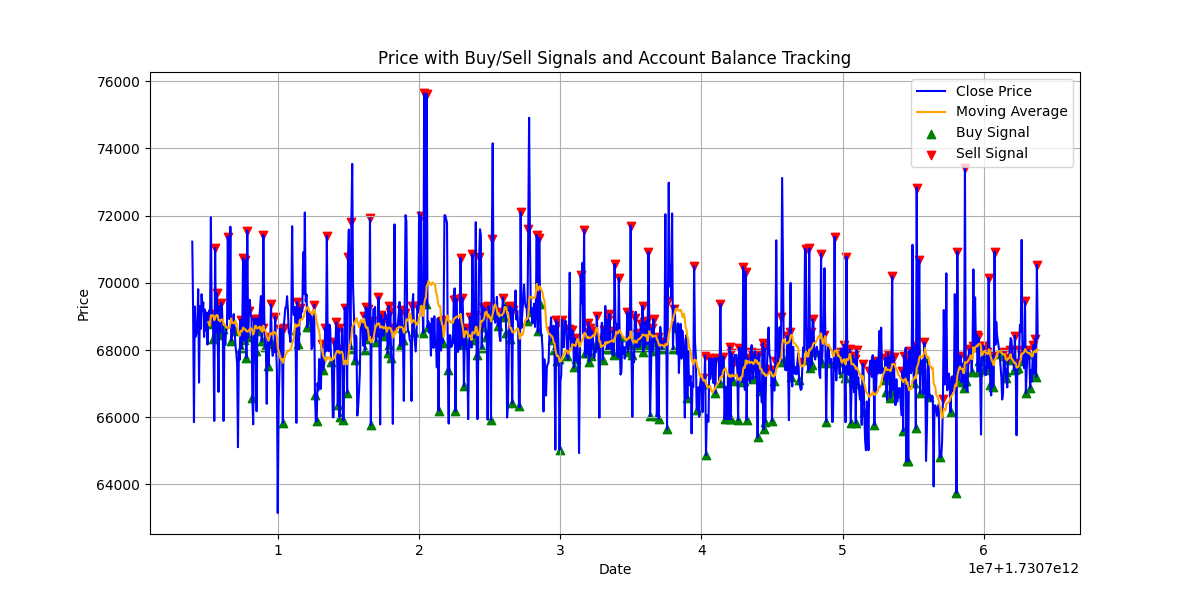 Price with Buy/Sell Signals and Account Balance Tracking
76000
74000
72000
70000
68000
66000
64000
Price
Close Price
Moving Average
Buy Signal
Sell Signal
1 2 3 4 5 6
Date
1e7+1.7307e12